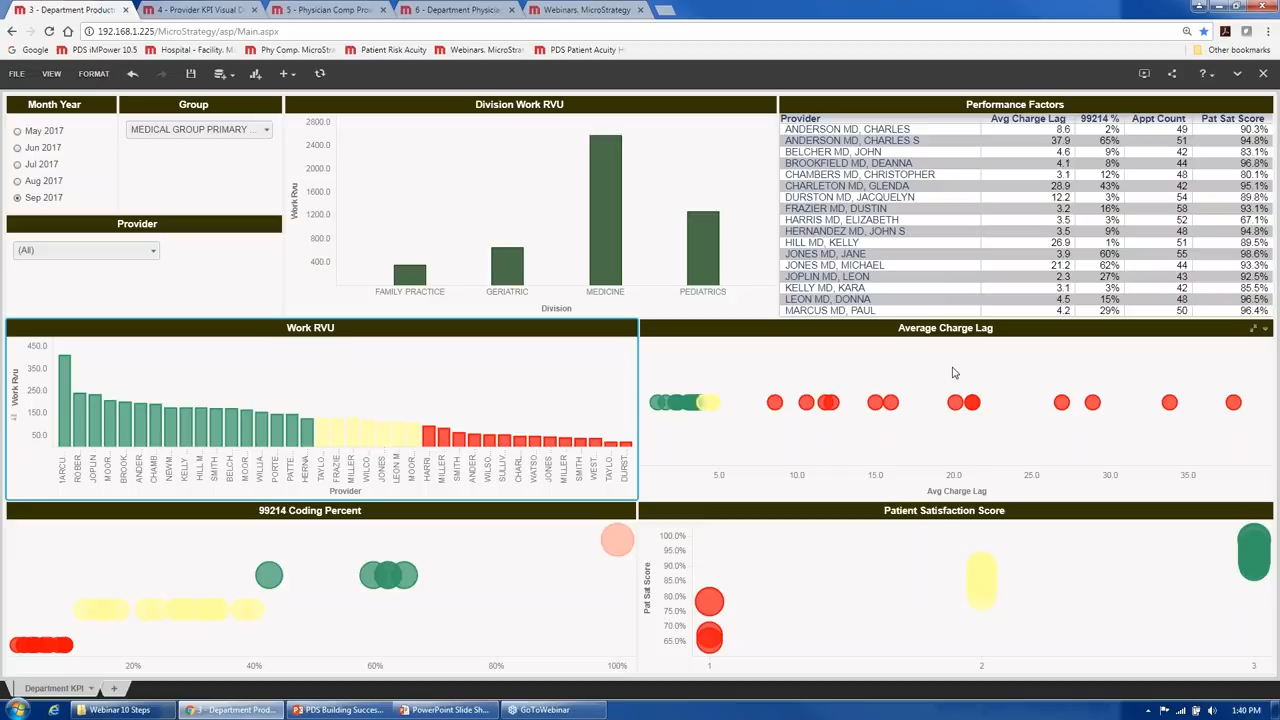 3 - Department Product
4 - Provider KPI Visual D
5 - Physician Comp Prov
6 - Department Physicia
Webinars. MicroStrategy
192.168.1.225/MicroStrategy/asp/Main.aspx
Google
PDS iMPower 10.5
Hospital - Facility. M
Phy Comp. MicroStra
Patient Risk Acuity
Webinars. MicroStra
PDS Patient Acuity H
Other bookmarks
FILE VIEW FORMAT
Month Year
May 2017
Jun 2017
Jul 2017
Aug 2017
Sep 2017
Group
MEDICAL GROUP PRIMARY ...
Provider
(All)
Division Work RVU
Work Rvu
2800.0
2400.0
2000.0
1600.0
1200.0
800.0
400.0
FAMILY PRACTICE GERIATRIC MEDICINE PEDIATRICS
Division
Performance Factors
Provider Avg Charge Lag 99214 % Appt Count Pat Sat Score
ANDERSON MD, CHARLES 8.6 2% 49 90.3%
ANDERSON MD, CHARLES S 37.9 65% 51 94.8%
BELCHER MD, JOHN 4.6 9% 42 83.1%
BROOKFIELD MD, DEANNA 4.1 8% 44 96.8%
CHAMBERS MD, CHRISTOPHER 3.1 12% 48 80.1%
CHARLETON MD, GLENDA 28.9 43% 42 95.1%
DURSTON MD, JACQUELYN 12.2 3% 54 89.8%
FRAZIER MD, DUSTIN 3.2 16% 58 93.1%
HARRIS MD, ELIZABETH 3.5 3% 52 67.1%
HERNANDEZ MD, JOHN S 3.5 9% 48 94.8%
HILL MD, KELLY 26.9 1% 51 89.5%
JONES MD, JANE 3.9 60% 55 98.6%
JONES MD, MICHAEL 21.2 62% 44 93.3%
JOPLIN MD, LEON 2.3 27% 43 92.5%
KELLY MD, KARA 3.1 3% 42 85.5%
LEON MD, DONNA 4.5 15% 48 96.5%
MARCUS MD, PAUL 4.2 29% 50 96.4%
Work RVU
Work Rvu
450.0
350.0
250.0
150.0
50.0
ROBER. JOPLIN MOOR. BROOK. ANDER. CHAMB. NEWM. KELLY HILL M SMITH BELCH. MOOR. WILLIA. PORTE. PATTE. HERNA. TAYLO. FRAZIE. MILLER WILCO. JONES. LEON M MOOR. HARRI. MILLER SMITH ANDER. WILSO. SULLIV. CHARL. WATSO. JONES MILLER SMITH WEST. TAYLO. DURST.
Provider
Average Charge Lag
5.0 10.0 15.0 20.0 25.0 30.0 35.0
Avg Charge Lag
99214 Coding Percent
20% 40% 60% 80% 100%
Patient Satisfaction Score
Pat Sat Score
100.0%
95.0%
90.0%
85.0%
80.0%
75.0%
70.0%
65.0%
1 2 3
Department KPI
Webinar 10 Steps
3 - Department Prod...
PDS Building Succes...
PowerPoint Slide Sh...
GoToWebinar
1:40 PM